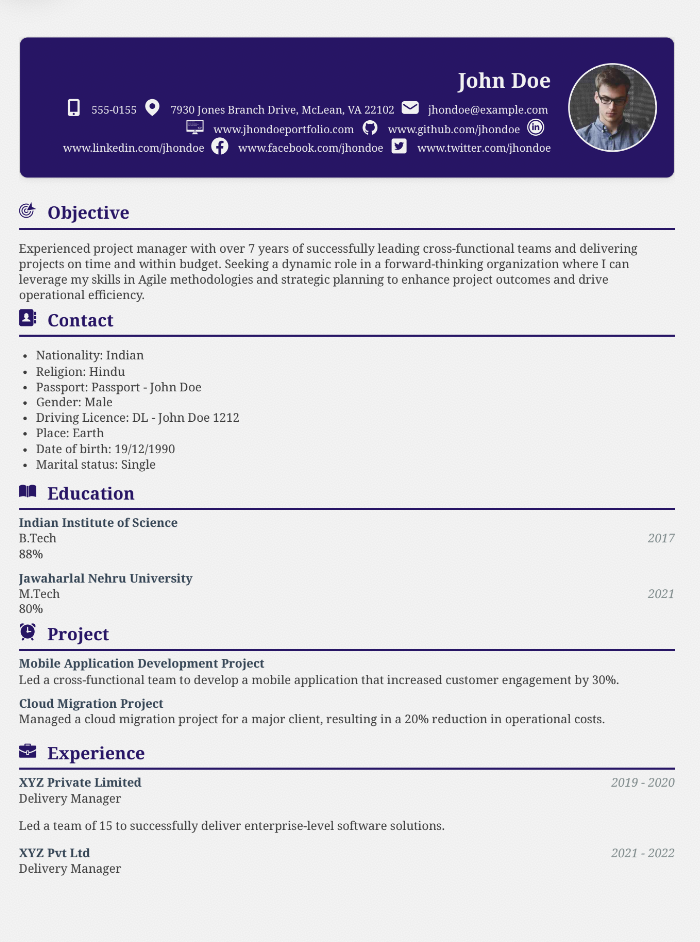 John Doe
555-0155 7930 Jones Branch Drive, McLean, VA 22102 jhondoe@example.com
www.jhondoeportfolio.com www.github.com/jhondoe
www.linkedin.com/jhondoe www.facebook.com/jhondoe www.twitter.com/jhondoe
Objective
Experienced project manager with over 7 years of successfully leading cross-functional teams and delivering
projects on time and within budget. Seeking a dynamic role in a forward-thinking organization where I can
leverage my skills in Agile methodologies and strategic planning to enhance project outcomes and drive
operational efficiency.
Contact
• Nationality: Indian
• Religion: Hindu
• Passport: Passport - John Doe
• Gender: Male
• Driving Licence: DL - John Doe 1212
• Place: Earth
• Date of birth: 19/12/1990
• Marital status: Single
Education
Indian Institute of Science
B.Tech 2017
88%
Jawaharlal Nehru University
M.Tech 2021
80%
Project
Mobile Application Development Project
Led a cross-functional team to develop a mobile application that increased customer engagement by 30%.
Cloud Migration Project
Managed a cloud migration project for a major client, resulting in a 20% reduction in operational costs.
Experience
XYZ Private Limited 2019 - 2020
Delivery Manager
Led a team of 15 to successfully deliver enterprise-level software solutions.
XYZ Pvt Ltd 2021 - 2022
Delivery Manager